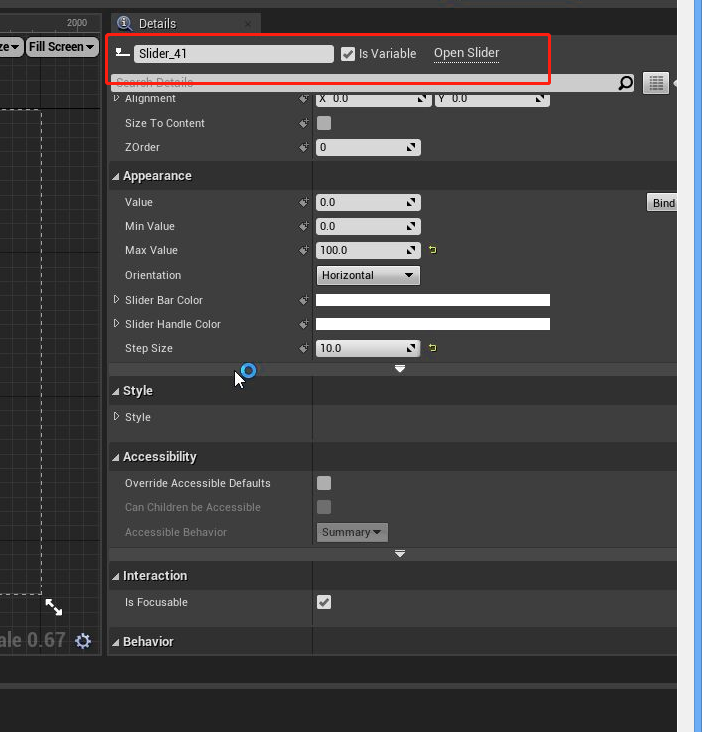 2000
Details
ze
Fill Screen
Slider_41
Is Variable
Open Slider
Search Details
Alignment
X 0.0
Y 0.0
Size To Content
ZOrder
0
Appearance
Value
0.0
Bind
Min Value
0.0
Max Value
100.0
Orientation
Horizontal
Slider Bar Color
Slider Handle Color
Step Size
10.0
Style
Style
Accessibility
Override Accessible Defaults
Can Children be Accessible
Accessible Behavior
Summary
Interaction
Is Focusable
ale 0.67
Behavior